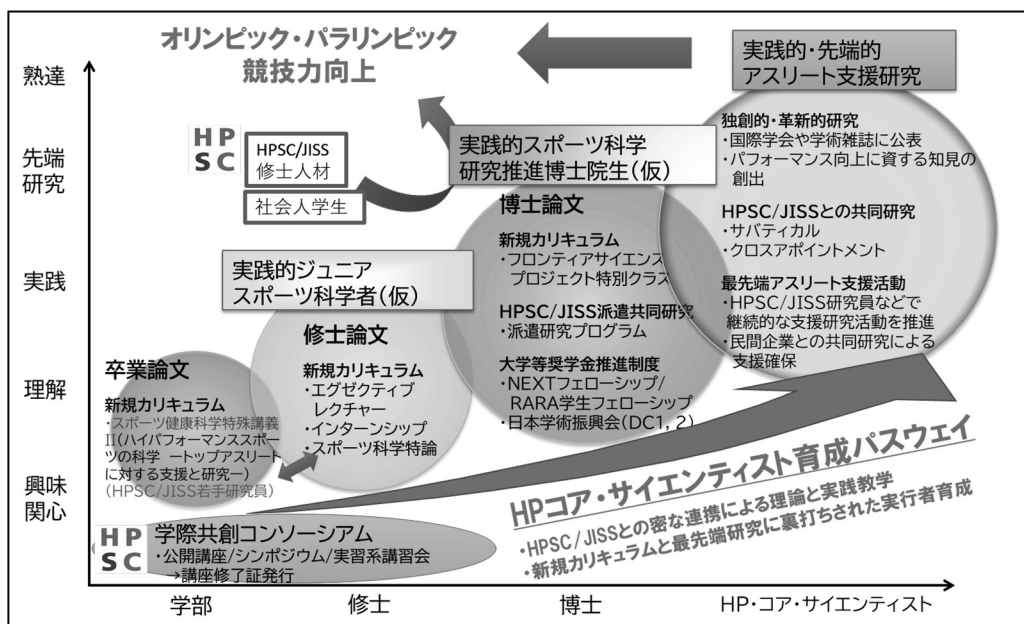 オリンピック・パラリンピック
競技力向上
実践的・先端的
アスリート支援研究
熟達
先端
研究
実践
理解
興味
関心
HP
SC
HPSC/JISS
修士人材
社会人学生
実践的スポーツ科学
研究推進博士院生(仮)
独創的・革新的研究
・国際学会や学術雑誌に公表
・パフォーマンス向上に資する知見の
創出
HPSC/JISSとの共同研究
・サバティカル
・クロスアポイントメント
最先端アスリート支援活動
・HPSC/JISS研究員などで
継続的な支援研究活動を推進
・民間企業との共同研究による
支援確保
博士論文
新規カリキュラム
・フロンティアサイエンス
プロジェクト特別クラス
HPSC/JISS派遣共同研究
・派遣研究プログラム
大学等奨学金推進制度
・NEXTフェローシップ/
RARA学生フェローシップ
・日本学術振興会(DC1, 2)
実践的ジュニア
スポーツ科学者(仮)
修士論文
新規カリキュラム
・エグゼクティブ
レクチャー
・インターンシップ
・スポーツ科学特論
卒業論文
新規カリキュラム
・スポーツ健康科学特殊講義
II(ハイパフォーマンススポー
ツの科学 ートップアスリート
に対する支援と研究ー)
(HPSC/JISS若手研究員)
HPコア・サイエンティスト育成パスウェイ
・HPSC/JISSとの密な連携による理論と実践教学
・新規カリキュラムと最先端研究に裏打ちされた実行者育成
HP
SC
学際共創コンソーシアム
・公開講座/シンポジウム/実習系講習会
→講座修了証発行
学部
修士
博士
HP・コア・サイエンティスト